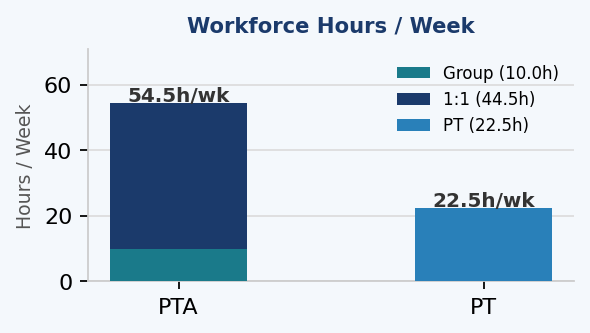 Workforce Hours / Week
Hours / Week
60
40
20
0
54.5h/wk
22.5h/wk
Group (10.0h)
1:1 (44.5h)
PT (22.5h)
PTA
PT